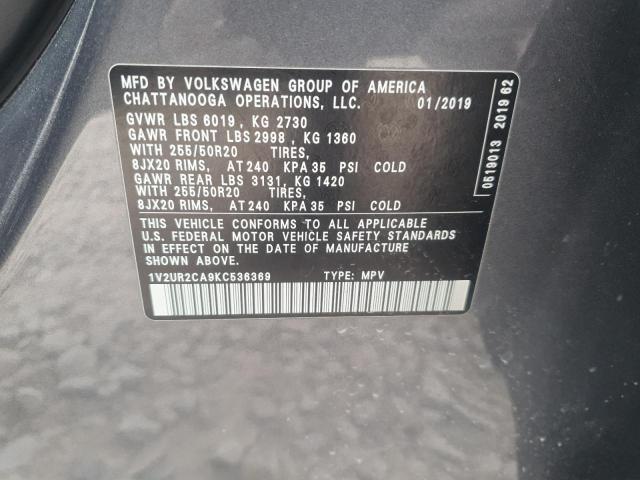 MFD BY VOLKSWAGEN GROUP OF AMERICA
CHATTANOOGA OPERATIONS, LLC. 01/2019
GVWR LBS 6019, KG 2730
GAWR FRONT LBS 2998, KG 1360
WITH 255/50R20 TIRES,
8JX20 RIMS, AT 240 KPA 35 PSI COLD
GAWR REAR LBS 3131, KG 1420
WITH 255/50R20 TIRES,
8JX20 RIMS, AT 240 KPA 35 PSI COLD
THIS VEHICLE CONFORMS TO ALL APPLICABLE
U.S. FEDERAL MOTOR VEHICLE SAFETY STANDARDS
IN EFFECT ON THE DATE OF MANUFACTURE
SHOWN ABOVE.
1V2UR2CA9KC536369 TYPE: MPV
0519013 2019 62